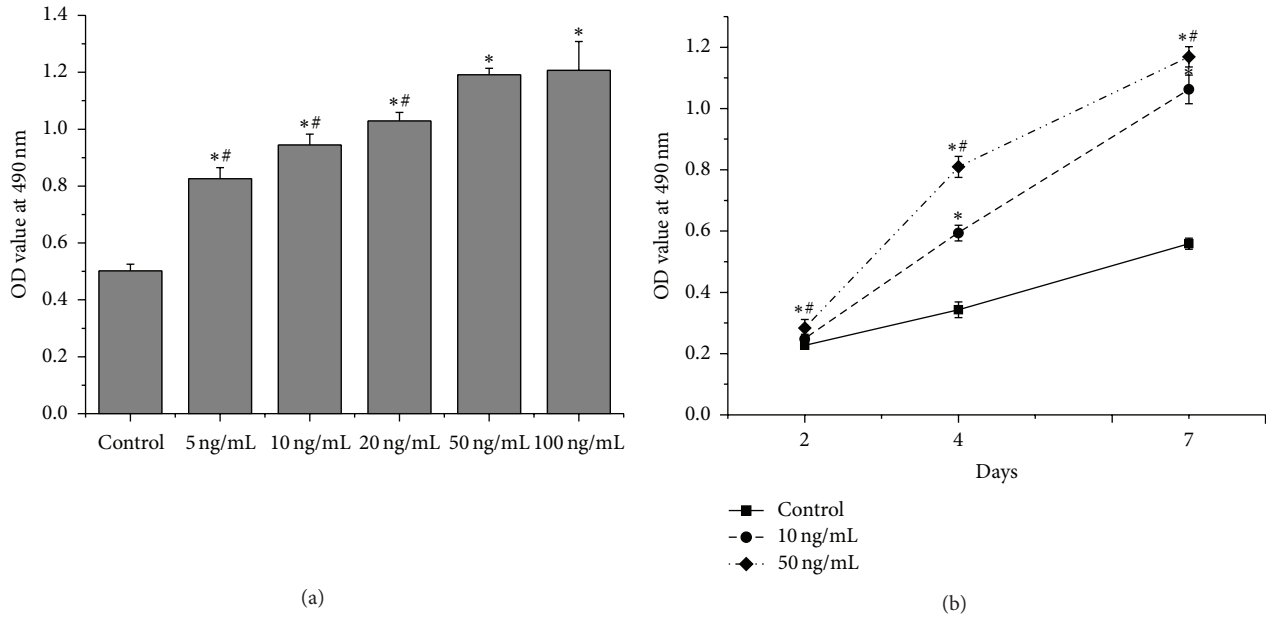 1.4
1.2
1.0
0.8
0.6
0.4
0.2
0.0
OD value at 490 nm
*
*
*#
*#
*#
Control 5 ng/mL 10 ng/mL 20 ng/mL 50 ng/mL 100 ng/mL
(a)
1.2
1.0
0.8
0.6
0.4
0.2
0.0
OD value at 490 nm
*#
*
*#
*
*#
2 4 7
Days
Control
10 ng/mL
50 ng/mL
(b)